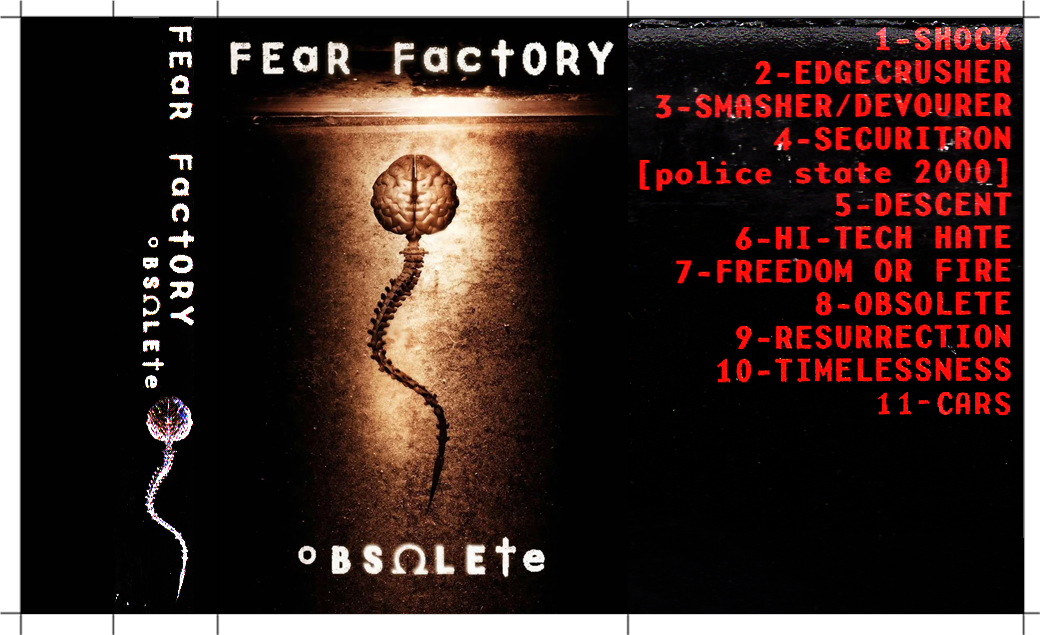 FEaR FacTORY
oBSΩLEte
FEaR FactORY
oBSΩLEte
1-SHOCK
2-EDGECRUSHER
3-SMASHER/DEVOURER
4-SECURITRON
[police state 2000]
5-DESCENT
6-HI-TECH HATE
7-FREEDOM OR FIRE
8-OBSOLETE
9-RESURRECTION
10-TIMELESSNESS
11-CARS